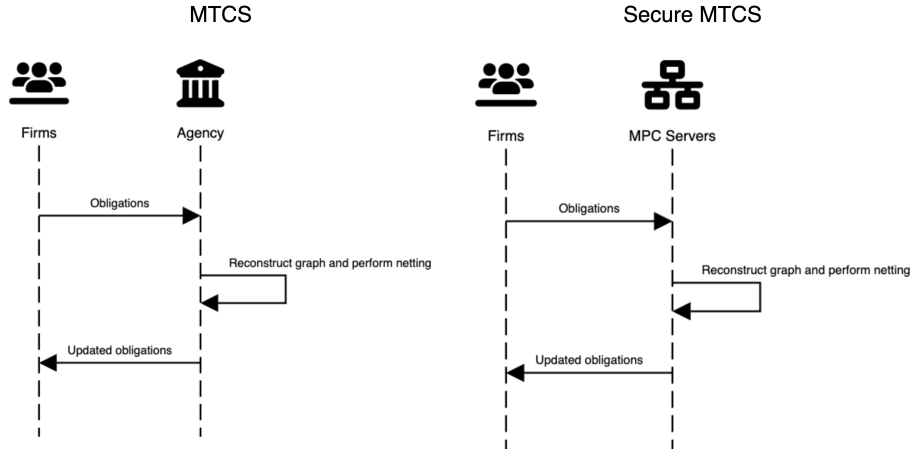 MTCS
Firms
Agency
Obligations
Reconstruct graph and perform netting
Updated obligations
Secure MTCS
Firms
MPC Servers
Obligations
Reconstruct graph and perform netting
Updated obligations